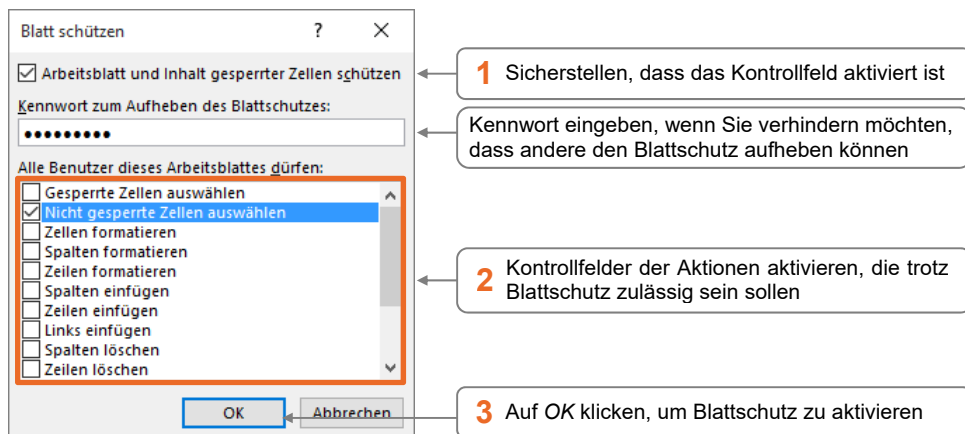 Blatt schützen ? ×
Arbeitsblatt und Inhalt gesperrter Zellen schützen
1 Sicherstellen, dass das Kontrollfeld aktiviert ist
Kennwort zum Aufheben des Blattschutzes:
•••••••••
Kennwort eingeben, wenn Sie verhindern möchten,
dass andere den Blattschutz aufheben können
Alle Benutzer dieses Arbeitsblattes dürfen:
Gesperrte Zellen auswählen
Nicht gesperrte Zellen auswählen
Zellen formatieren
Spalten formatieren
Zeilen formatieren
Spalten einfügen
Zeilen einfügen
Links einfügen
Spalten löschen
Zeilen löschen
2 Kontrollfelder der Aktionen aktivieren, die trotz
Blattschutz zulässig sein sollen
OK Abbrechen
3 Auf OK klicken, um Blattschutz zu aktivieren